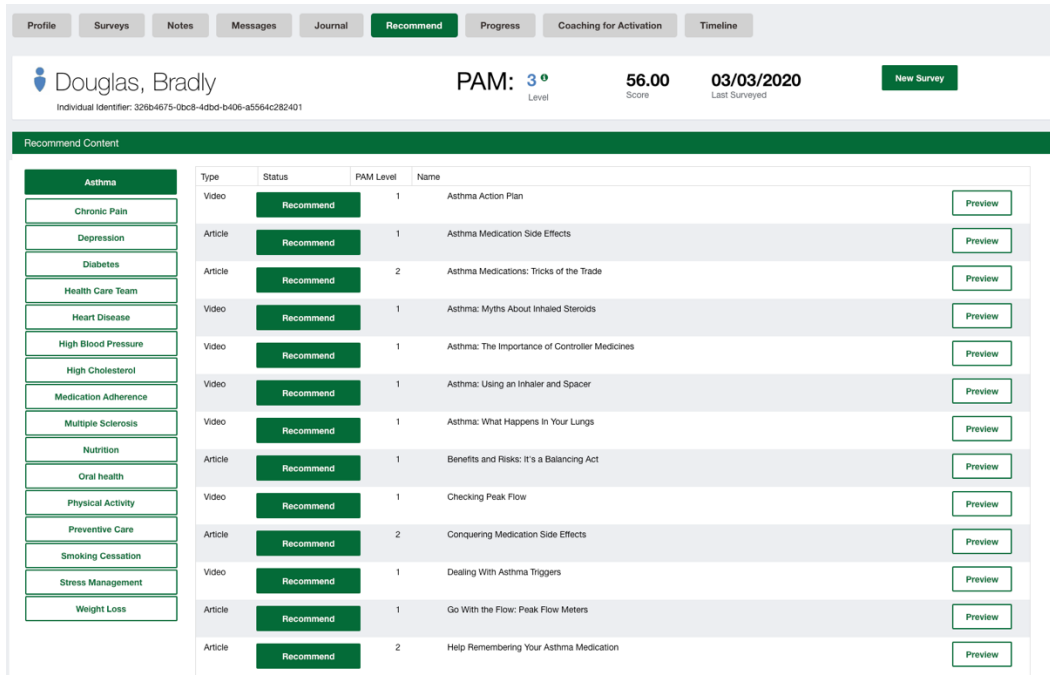 Profile Surveys Notes Messages Journal Recommend Progress Coaching for Activation Timeline
Douglas, Bradly
Individual Identifier: 326b4675-0bc8-4dbd-b406-a5564c282401
PAM: 3 Level
56.00 Score
03/03/2020 Last Surveyed
New Survey
Recommend Content
Asthma
Chronic Pain
Depression
Diabetes
Health Care Team
Heart Disease
High Blood Pressure
High Cholesterol
Medication Adherence
Multiple Sclerosis
Nutrition
Oral health
Physical Activity
Preventive Care
Smoking Cessation
Stress Management
Weight Loss
Type Status PAM Level Name
Video Recommend 1 Asthma Action Plan Preview
Article Recommend 1 Asthma Medication Side Effects Preview
Article Recommend 2 Asthma Medications: Tricks of the Trade Preview
Video Recommend 1 Asthma: Myths About Inhaled Steroids Preview
Video Recommend 1 Asthma: The Importance of Controller Medicines Preview
Video Recommend 1 Asthma: Using an Inhaler and Spacer Preview
Video Recommend 1 Asthma: What Happens In Your Lungs Preview
Article Recommend 1 Benefits and Risks: It's a Balancing Act Preview
Video Recommend 1 Checking Peak Flow Preview
Article Recommend 2 Conquering Medication Side Effects Preview
Video Recommend 1 Dealing With Asthma Triggers Preview
Article Recommend 1 Go With the Flow: Peak Flow Meters Preview
Article Recommend 2 Help Remembering Your Asthma Medication Preview